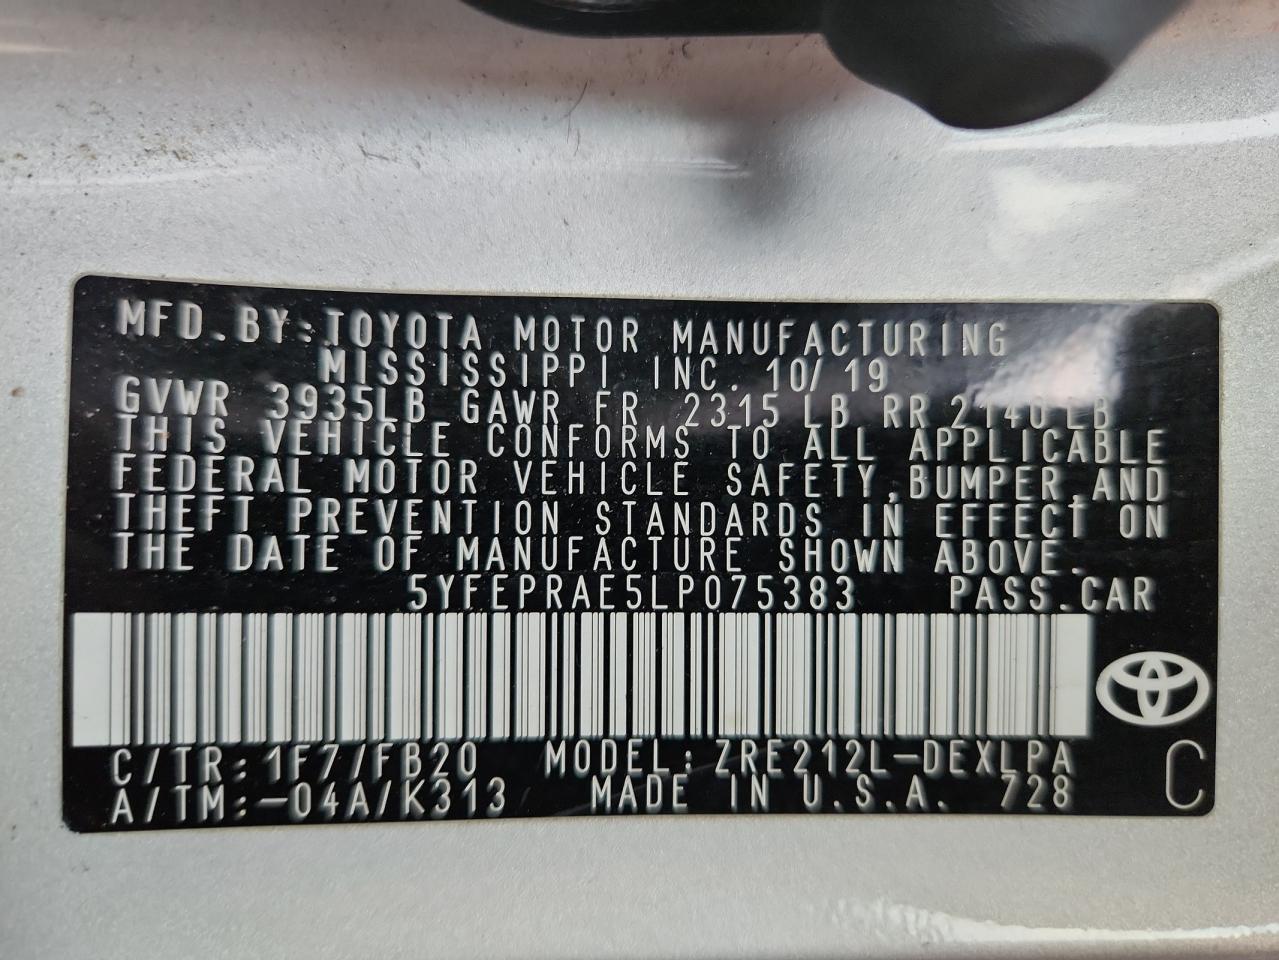 MFD.BY:TOYOTA MOTOR MANUFACTURING
MISSISSIPPI INC. 10/19
GVWR 3935LB GAWR FR 2315 LB RR 2140 LB
THIS VEHICLE CONFORMS TO ALL APPLICABLE
FEDERAL MOTOR VEHICLE SAFETY,BUMPER,AND
THEFT PREVENTION STANDARDS IN EFFECT ON
THE DATE OF MANUFACTURE SHOWN ABOVE.
5YFEPRAE5LP075383 PASS.CAR
C/TR:1F7/FB20 MODEL:ZRE212L-DEXLPA
A/TM:-04A/K313 MADE IN U.S.A. 728
C